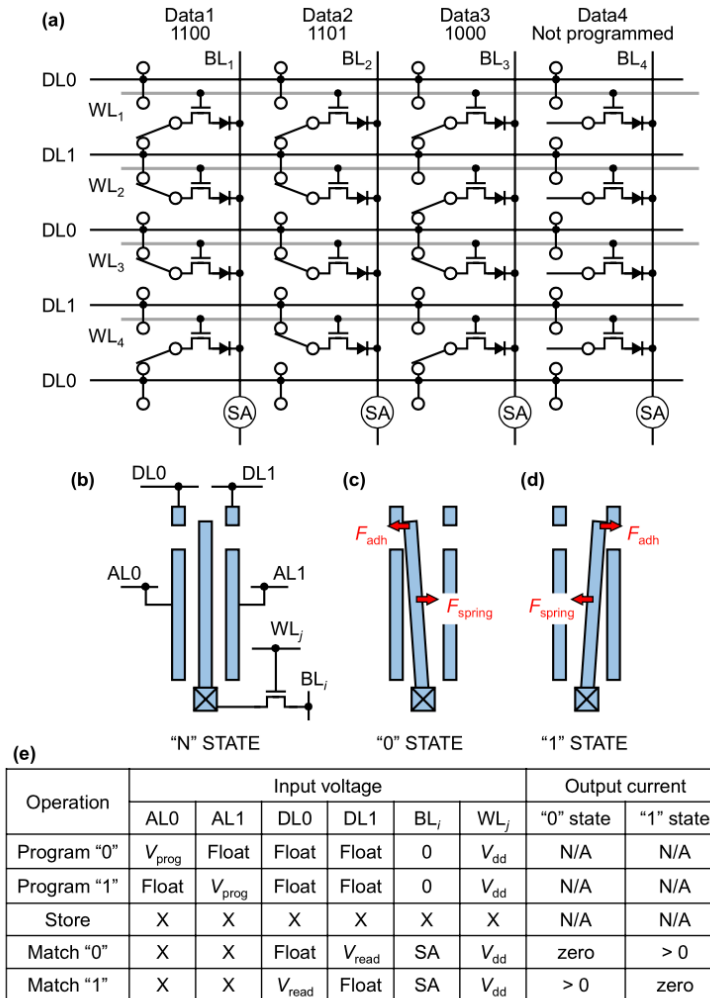 (a)
Data1 Data2 Data3 Data4
1100 1101 1000 Not programmed
BL1 BL2 BL3 BL4
DL0
WL1
DL1
WL2
DL0
WL3
DL1
WL4
DL0
SA SA SA SA
(b) (c) (d)
DL0 DL1
Fadh Fadh
AL0 AL1
Fspring Fspring
WLj
BLi
“N” STATE “0” STATE “1” STATE
(e)
Operation Input voltage Output current
AL0 AL1 DL0 DL1 BLi WLj “0” state “1” state
Program “0” Vprog Float Float Float 0 Vdd N/A N/A
Program “1” Float Vprog Float Float 0 Vdd N/A N/A
Store X X X X X X N/A N/A
Match “0” X X Float Vread SA Vdd zero > 0
Match “1” X X Vread Float SA Vdd > 0 zero